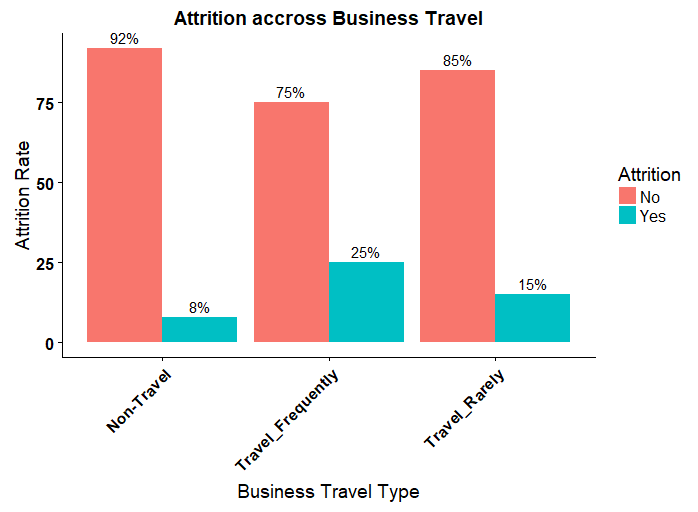 Attrition accross Business Travel
92%
75%
85%
8%
25%
15%
75
50
25
0
Attrition Rate
Non-Travel
Travel_Frequently
Travel_Rarely
Business Travel Type
Attrition
No
Yes